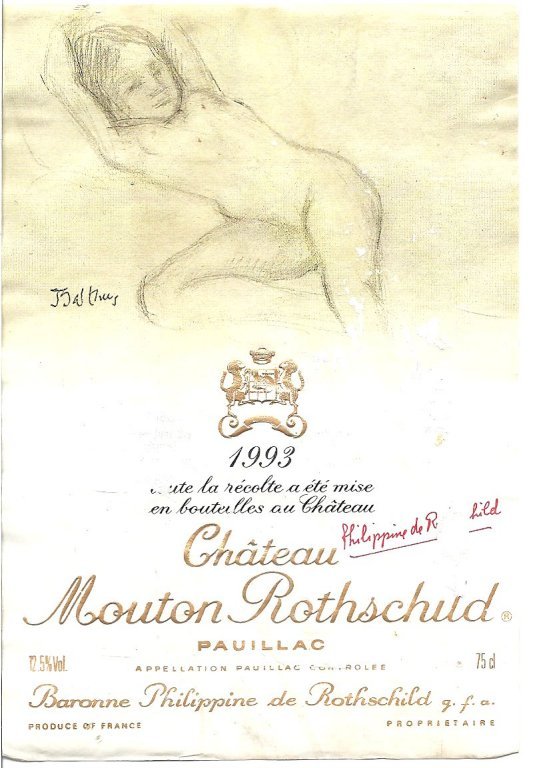 Balthus
1993
la récolte a été mise
en bouteilles au Château
Philippine de R hild
Château
Mouton Rothschild ®
PAUILLAC
12,5% Vol. APPELLATION PAUILLAC CONTROLEE 75 cl
Baronne Philippine de Rothschild g.f.a.
PRODUCE OF FRANCE PROPRIETAIRE